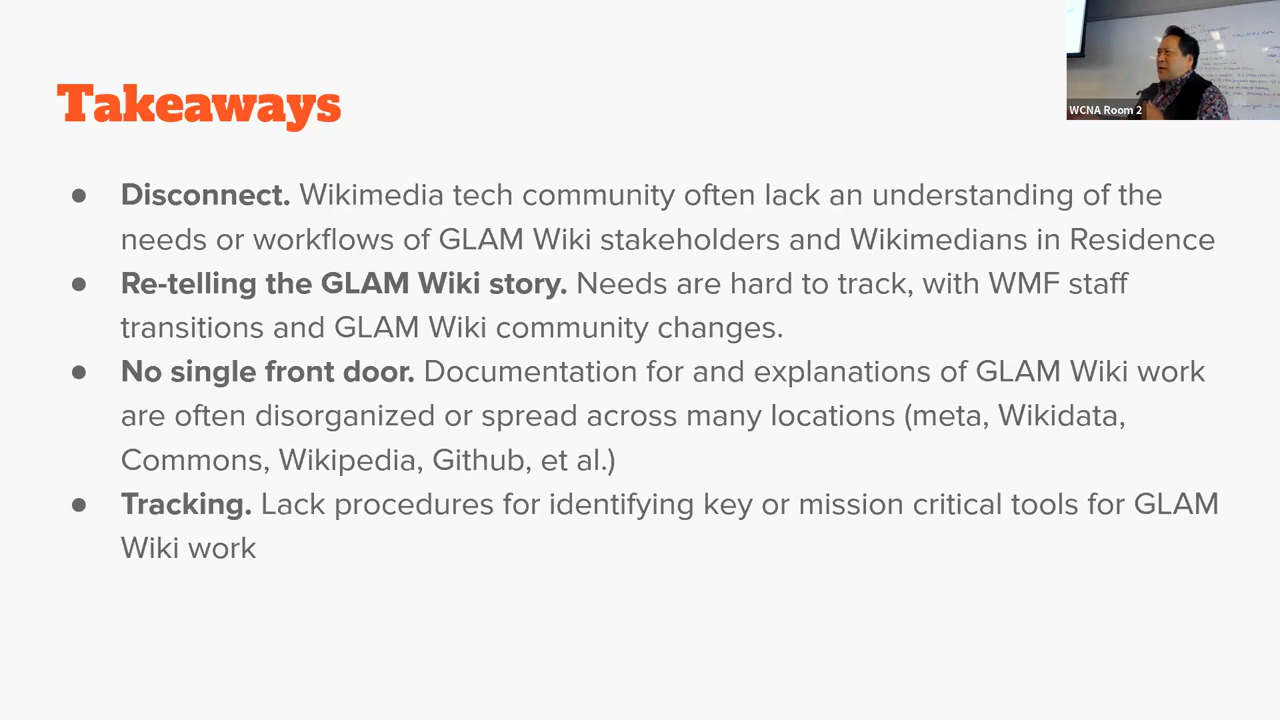 Takeaways
WCNA Room 2
● Disconnect. Wikimedia tech community often lack an understanding of the
needs or workflows of GLAM Wiki stakeholders and Wikimedians in Residence
● Re-telling the GLAM Wiki story. Needs are hard to track, with WMF staff
transitions and GLAM Wiki community changes.
● No single front door. Documentation for and explanations of GLAM Wiki work
are often disorganized or spread across many locations (meta, Wikidata,
Commons, Wikipedia, Github, et al.)
● Tracking. Lack procedures for identifying key or mission critical tools for GLAM
Wiki work